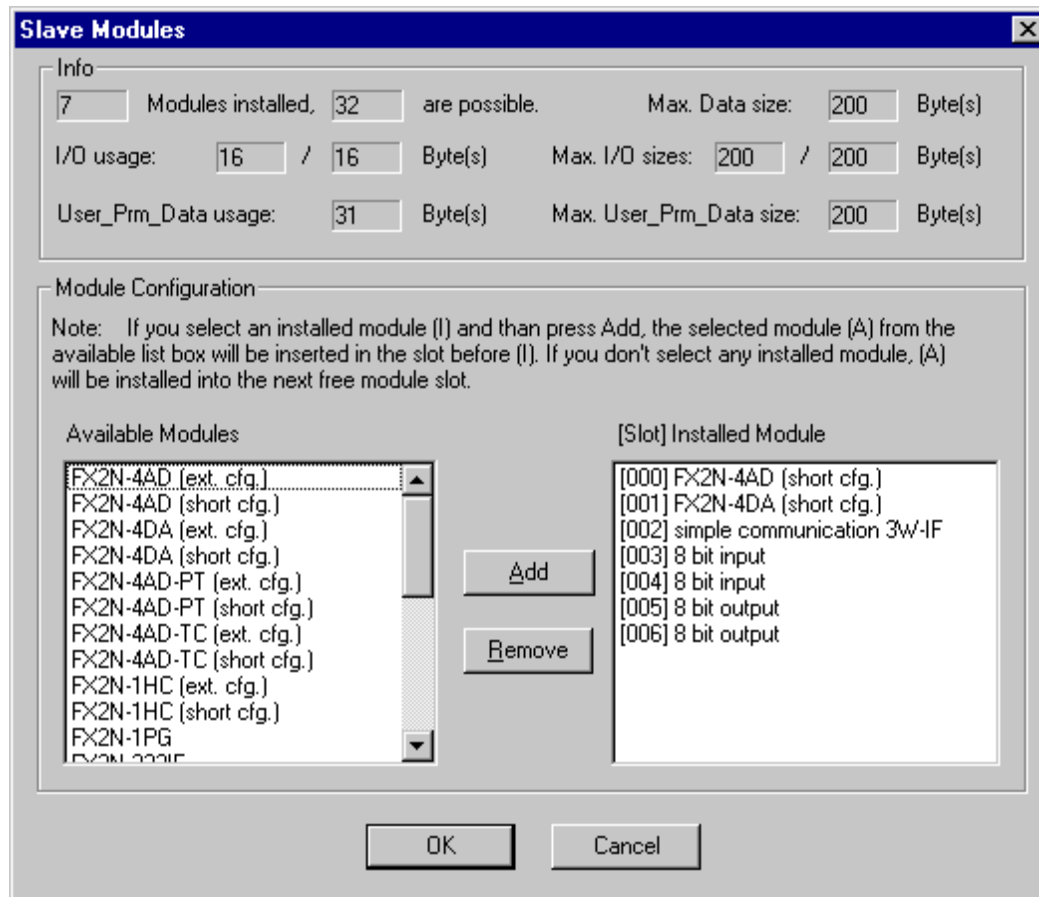 Slave Modules
Info
7 Modules installed, 32 are possible. Max. Data size: 200 Byte(s)
I/O usage: 16 / 16 Byte(s) Max. I/O sizes: 200 / 200 Byte(s)
User_Prm_Data usage: 31 Byte(s) Max. User_Prm_Data size: 200 Byte(s)
Module Configuration
Note: If you select an installed module (I) and than press Add, the selected module (A) from the
available list box will be inserted in the slot before (I). If you don't select any installed module, (A)
will be installed into the next free module slot.
Available Modules
FX2N-4AD (ext. cfg.)
FX2N-4AD (short cfg.)
FX2N-4DA (ext. cfg.)
FX2N-4DA (short cfg.)
FX2N-4AD-PT (ext. cfg.)
FX2N-4AD-PT (short cfg.)
FX2N-4AD-TC (ext. cfg.)
FX2N-4AD-TC (short cfg.)
FX2N-1HC (ext. cfg.)
FX2N-1HC (short cfg.)
FX2N-1PG
Add
Remove
[Slot] Installed Module
[000] FX2N-4AD (short cfg.)
[001] FX2N-4DA (short cfg.)
[002] simple communication 3W-IF
[003] 8 bit input
[004] 8 bit input
[005] 8 bit output
[006] 8 bit output
OK
Cancel